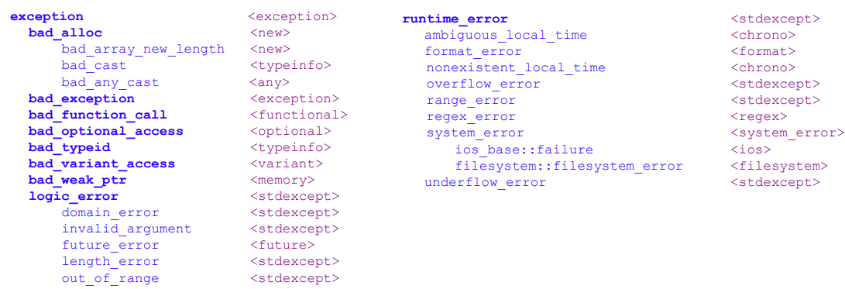 exception <exception>
bad_alloc <new>
bad_array_new_length <new>
bad_cast <typeinfo>
bad_any_cast <any>
bad_exception <exception>
bad_function_call <functional>
bad_optional_access <optional>
bad_typeid <typeinfo>
bad_variant_access <variant>
bad_weak_ptr <memory>
logic_error <stdexcept>
domain_error <stdexcept>
invalid_argument <stdexcept>
future_error <future>
length_error <stdexcept>
out_of_range <stdexcept>
runtime_error <stdexcept>
ambiguous_local_time <chrono>
format_error <format>
nonexistent_local_time <chrono>
overflow_error <stdexcept>
range_error <stdexcept>
regex_error <regex>
system_error <system_error>
ios_base::failure <ios>
filesystem::filesystem_error <filesystem>
underflow_error <stdexcept>